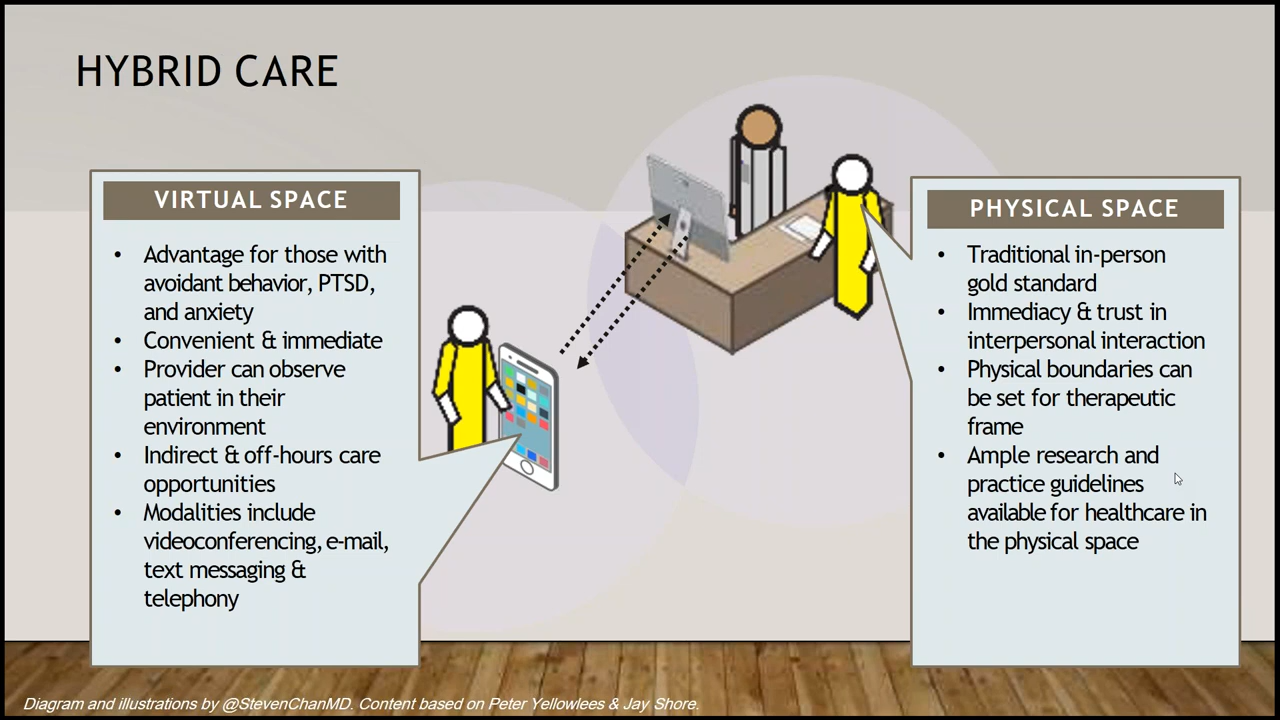 HYBRID CARE
VIRTUAL SPACE
• Advantage for those with
avoidant behavior, PTSD,
and anxiety
• Convenient & immediate
• Provider can observe
patient in their
environment
• Indirect & off-hours care
opportunities
• Modalities include
videoconferencing, e-mail,
text messaging &
telephony
PHYSICAL SPACE
• Traditional in-person
gold standard
• Immediacy & trust in
interpersonal interaction
• Physical boundaries can
be set for therapeutic
frame
• Ample research and
practice guidelines
available for healthcare in
the physical space
Diagram and illustrations by @StevenChanMD. Content based on Peter Yellowlees & Jay Shore.